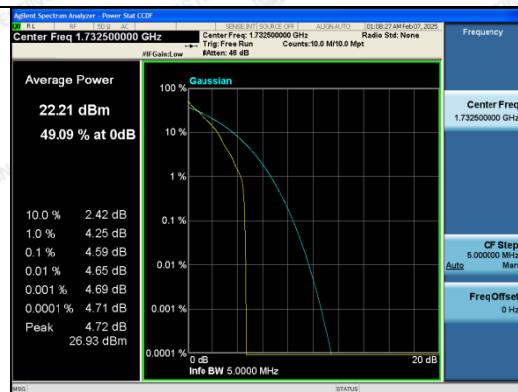 Agilent Spectrum Analyzer - Power Stat CCDF
RL RF 50 Ω AC SENSE:INT SOURCE OFF ALIGN AUTO 01:08:27 AM Feb 07, 2025
Center Freq 1.732500000 GHz
Center Freq: 1.732500000 GHz Radio Std: None
Trig: Free Run Counts:10.0 M/10.0 Mpt
#IFGain:Low #Atten: 46 dB
Frequency
Average Power
22.21 dBm
49.09 % at 0dB
10.0 % 2.42 dB
1.0 % 4.25 dB
0.1 % 4.59 dB
0.01 % 4.65 dB
0.001 % 4.69 dB
0.0001 % 4.71 dB
Peak 4.72 dB
26.93 dBm
Gaussian
100 %
10 %
1 %
0.1 %
0.01 %
0.001 %
0.0001 %
0 dB 20 dB
Info BW 5.0000 MHz
Center Freq
1.732500000 GHz
CF Step
5.000000 MHz
Auto Man
Freq Offset
0 Hz
MSG STATUS